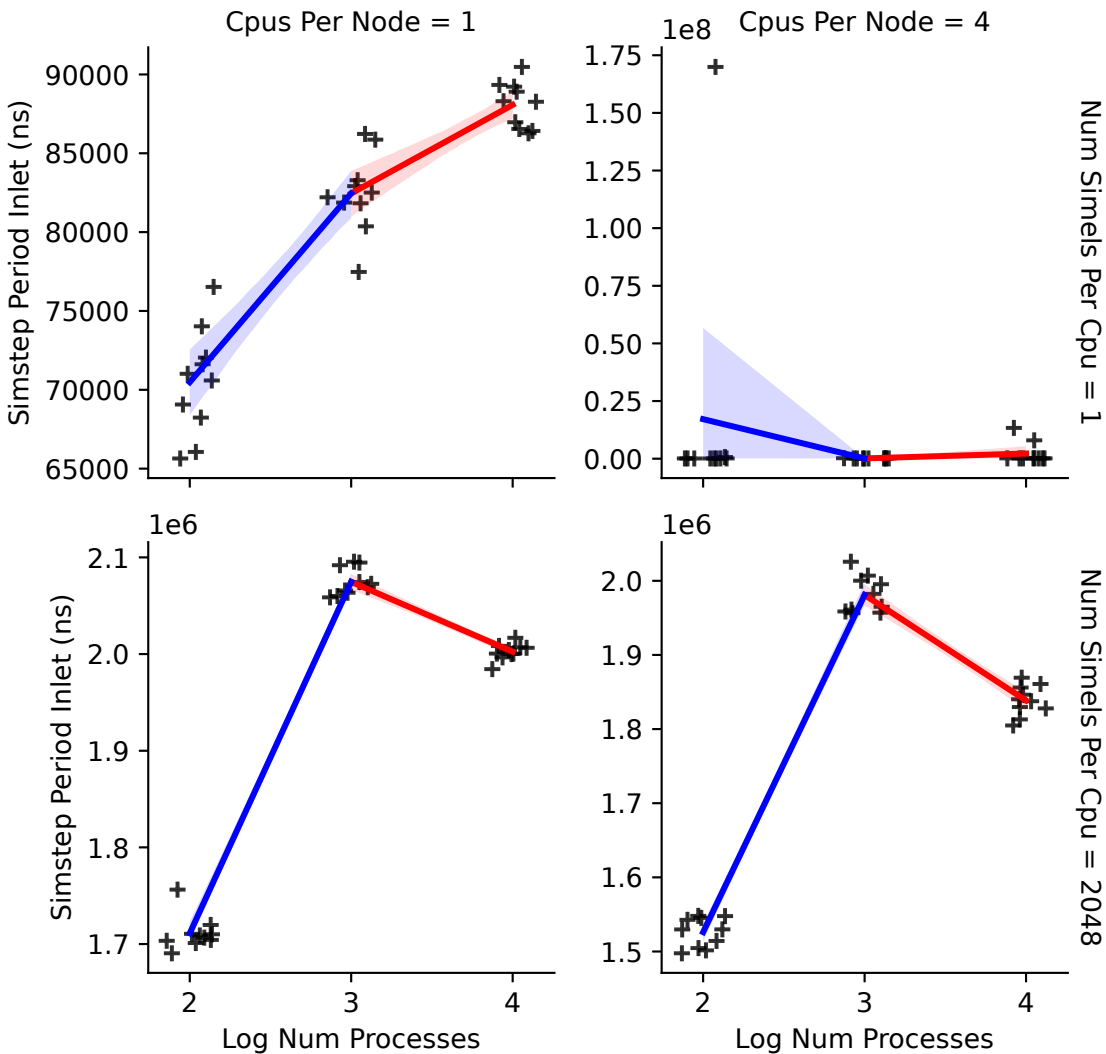 Cpus Per Node = 1
Cpus Per Node = 4
1e8
Simstep Period Inlet (ns)
90000
85000
80000
75000
70000
65000
1.75
1.50
1.25
1.00
0.75
0.50
0.25
0.00
Num Simels Per Cpu = 1
1e6
Simstep Period Inlet (ns)
2.1
2.0
1.9
1.8
1.7
2
3
4
Log Num Processes
1e6
2.0
1.9
1.8
1.7
1.6
1.5
2
3
4
Log Num Processes
Num Simels Per Cpu = 2048